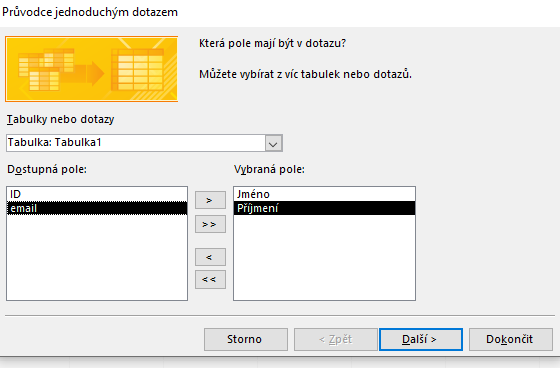 Průvodce jednoduchým dotazem
Která pole mají být v dotazu?
Můžete vybírat z víc tabulek nebo dotazů.
Tabulky nebo dotazy
Tabulka: Tabulka1
Dostupná pole:
Vybraná pole:
ID
email
>
>>
<
<<
Jméno
Příjmení
Storno
< Zpět
Další >
Dokončit